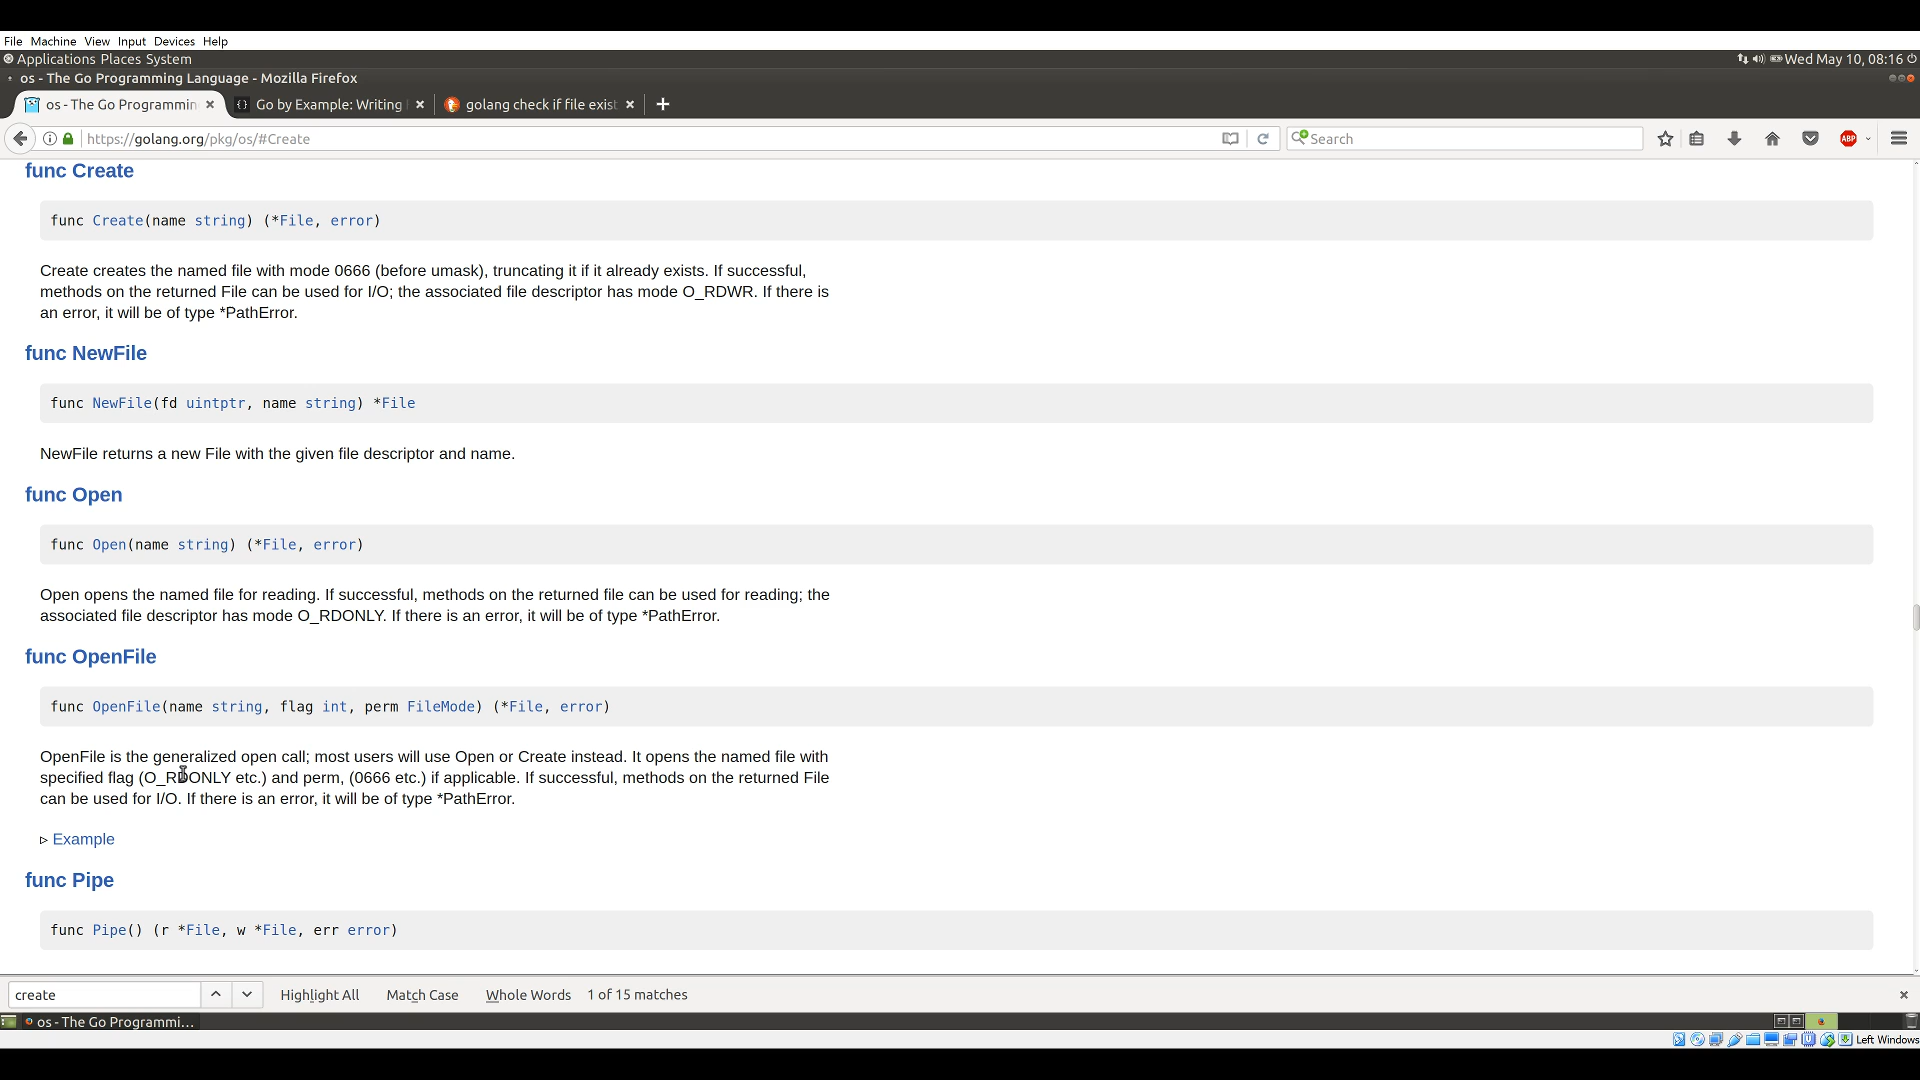 File Machine View Input Devices Help
Applications Places System Wed May 10, 08:16
os - The Go Programming Language - Mozilla Firefox
os - The Go Programmin Go by Example: Writing golang check if file exist
https://golang.org/pkg/os/#Create Search ABP
func Create
func Create(name string) (*File, error)
Create creates the named file with mode 0666 (before umask), truncating it if it already exists. If successful,
methods on the returned File can be used for I/O; the associated file descriptor has mode O_RDWR. If there is
an error, it will be of type *PathError.
func NewFile
func NewFile(fd uintptr, name string) *File
NewFile returns a new File with the given file descriptor and name.
func Open
func Open(name string) (*File, error)
Open opens the named file for reading. If successful, methods on the returned file can be used for reading; the
associated file descriptor has mode O_RDONLY. If there is an error, it will be of type *PathError.
func OpenFile
func OpenFile(name string, flag int, perm FileMode) (*File, error)
OpenFile is the generalized open call; most users will use Open or Create instead. It opens the named file with
specified flag (O_RDONLY etc.) and perm, (0666 etc.) if applicable. If successful, methods on the returned File
can be used for I/O. If there is an error, it will be of type *PathError.
Example
func Pipe
func Pipe() (r *File, w *File, err error)
create Highlight All Match Case Whole Words 1 of 15 matches
os - The Go Programmi...
Left Windows